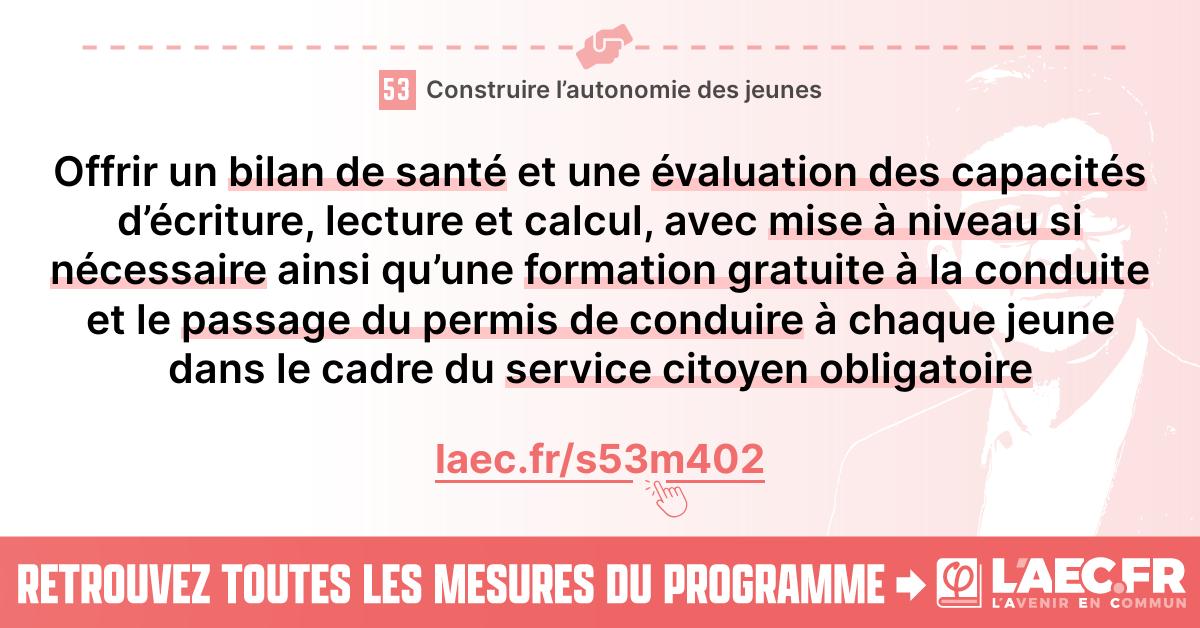 53 Construire l’autonomie des jeunes
Offrir un bilan de santé et une évaluation des capacités
d’écriture, lecture et calcul, avec mise à niveau si
nécessaire ainsi qu’une formation gratuite à la conduite
et le passage du permis de conduire à chaque jeune
dans le cadre du service citoyen obligatoire
laec.fr/s53m402
RETROUVEZ TOUTES LES MESURES DU PROGRAMME ➡ φ L'AEC.FR
L'AVENIR EN COMMUN